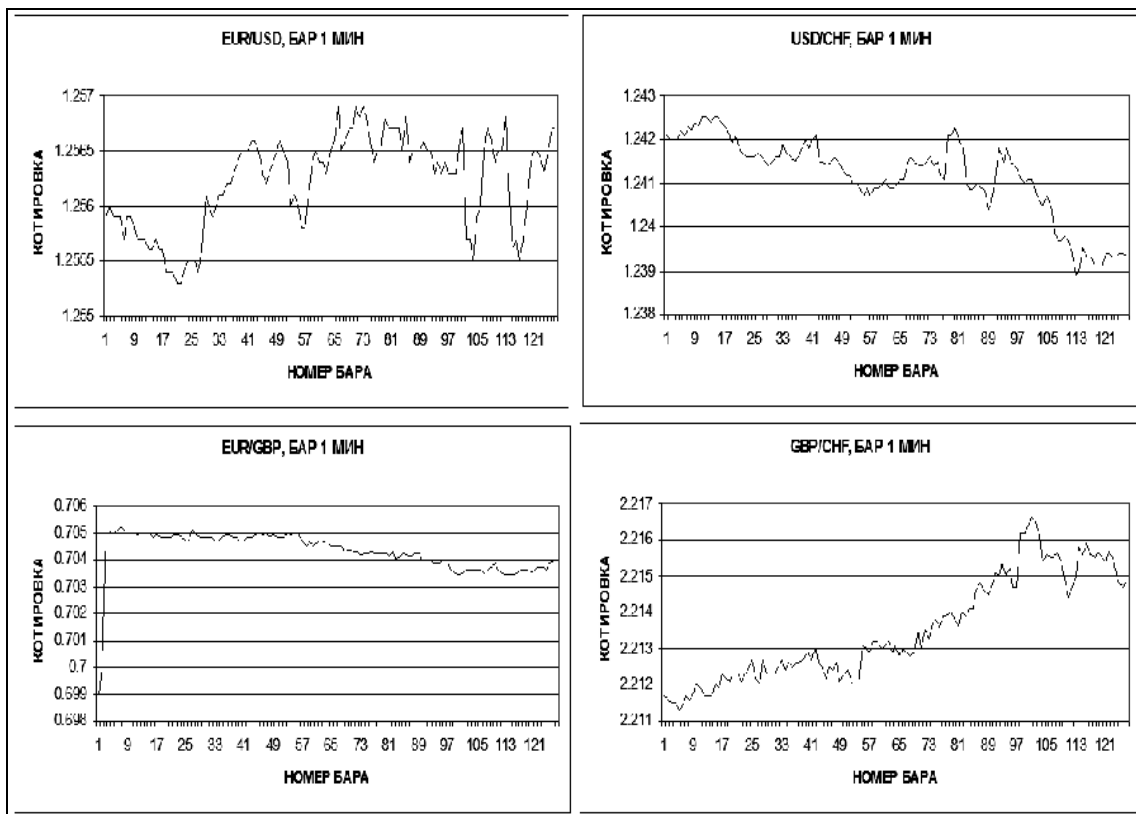 EUR/USD, БАР 1 МИН
КОТИРОВКА
1.257
1.2565
1.256
1.2555
1.255
1 9 17 25 33 41 49 57 65 73 81 89 97 105 113 121
НОМЕР БАРА
USD/CHF, БАР 1 МИН
КОТИРОВКА
1.243
1.242
1.241
1.24
1.239
1.238
1 9 17 25 33 41 49 57 65 73 81 89 97 105 113 121
НОМЕР БАРА
EUR/GBP, БАР 1 МИН
КОТИРОВКА
0.706
0.705
0.704
0.703
0.702
0.701
0.7
0.699
0.698
1 9 17 25 33 41 49 57 65 73 81 89 97 105 113 121
НОМЕР БАРА
GBP/CHF, БАР 1 МИН
КОТИРОВКА
2.217
2.216
2.215
2.214
2.213
2.212
2.211
1 9 17 25 33 41 49 57 65 73 81 89 97 105 113 121
НОМЕР БАРА